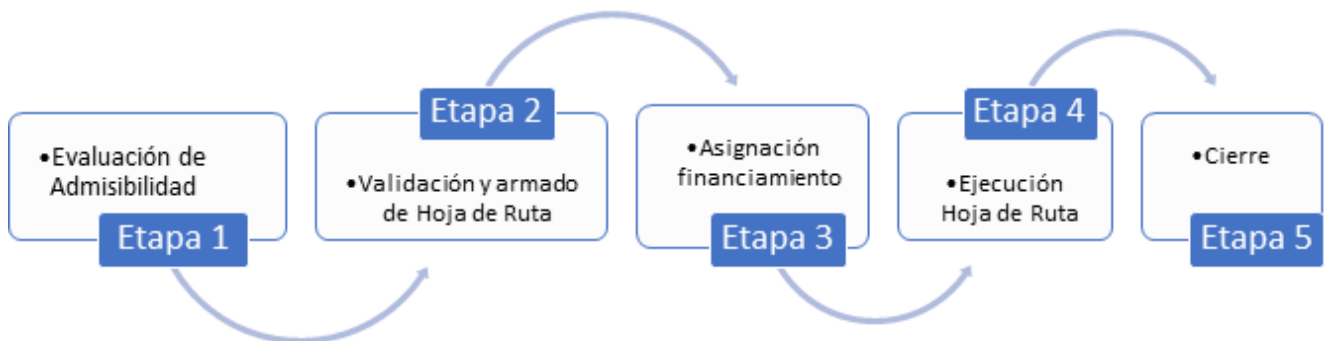 •Evaluación de
Admisibilidad
Etapa 1
Etapa 2
•Validación y armado
de Hoja de Ruta
•Asignación
financiamiento
Etapa 3
Etapa 4
•Ejecución
Hoja de Ruta
•Cierre
Etapa 5